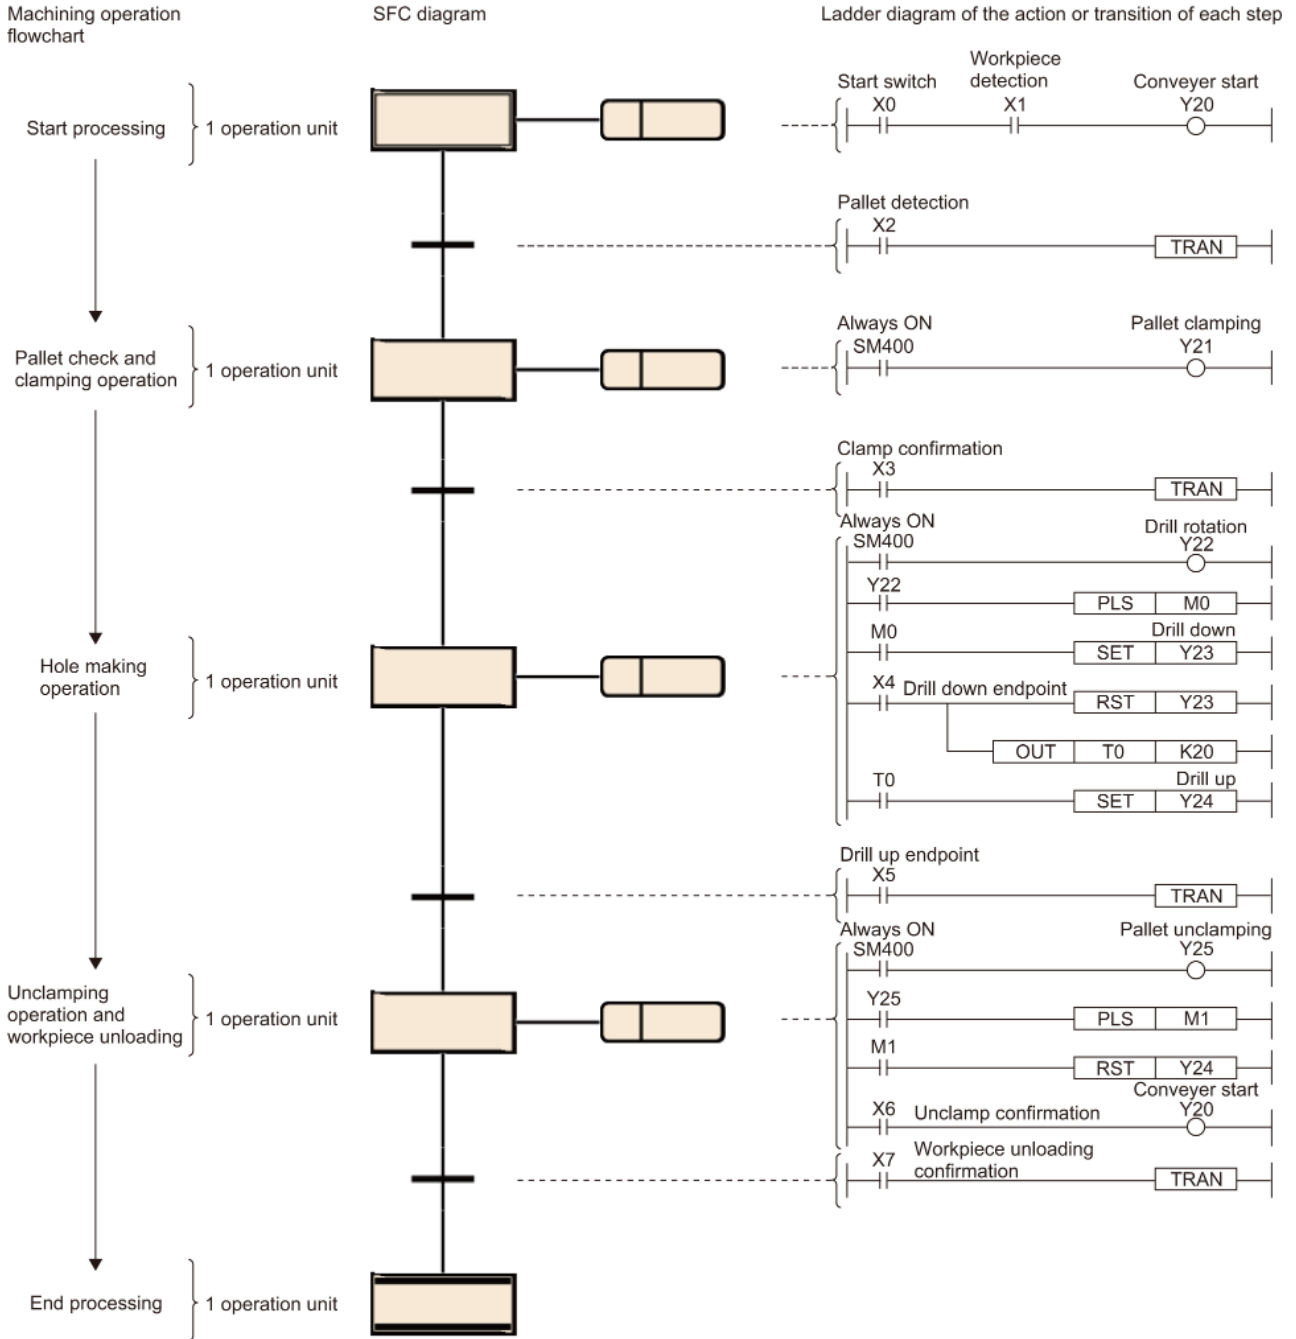 Machining operation
flowchart
SFC diagram
Ladder diagram of the action or transition of each step
Start processing
1 operation unit
Start switch
X0
Workpiece
detection
X1
Conveyer start
Y20
Pallet detection
X2
TRAN
Pallet check and
clamping operation
1 operation unit
Always ON
SM400
Pallet clamping
Y21
Clamp confirmation
X3
TRAN
Hole making
operation
1 operation unit
Always ON
SM400
Drill rotation
Y22
Y22
PLS M0
M0
Drill down
SET Y23
X4 Drill down endpoint
RST Y23
OUT T0 K20
T0
Drill up
SET Y24
Drill up endpoint
X5
TRAN
Unclamping
operation and
workpiece unloading
1 operation unit
Always ON
SM400
Pallet unclamping
Y25
Y25
PLS M1
M1
RST Y24
X6 Unclamp confirmation
Conveyer start
Y20
X7
Workpiece unloading
confirmation
TRAN
End processing
1 operation unit